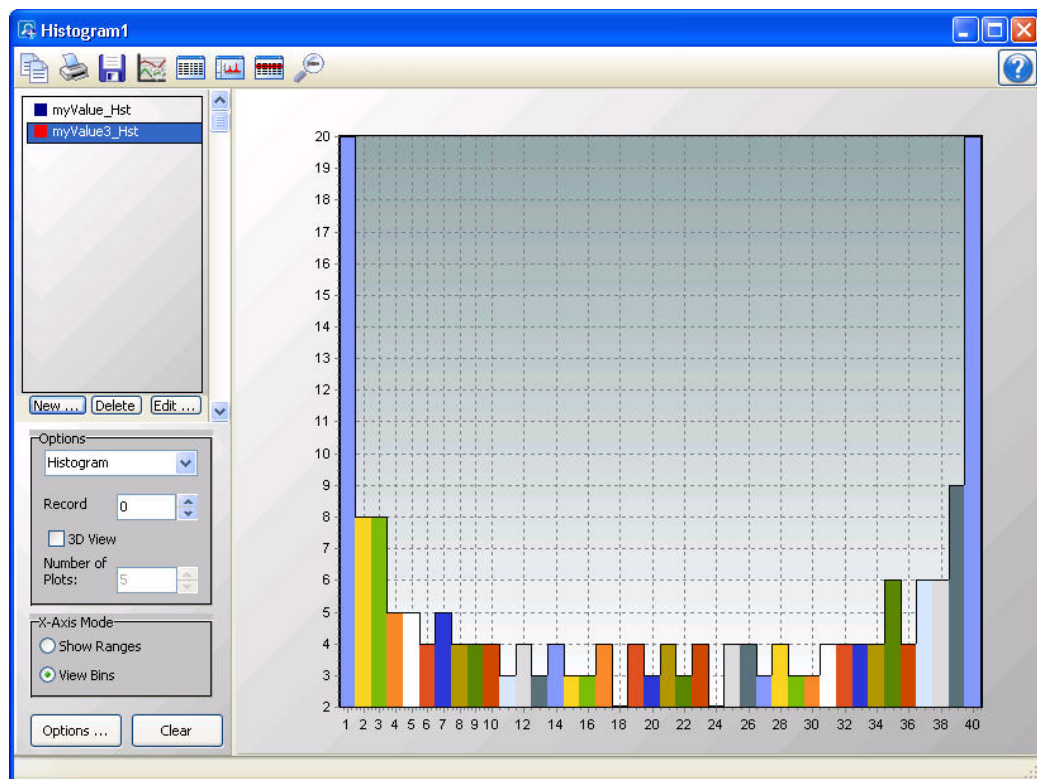 Histogram1
myValue_Hst
myValue3_Hst
New ...
Delete
Edit ...
Options
Histogram
Record
0
3D View
Number of
Plots:
5
X-Axis Mode
Show Ranges
View Bins
Options ...
Clear
20
19
18
17
16
15
14
13
12
11
10
9
8
7
6
5
4
3
2
1 2 3 4 5 6 7 8 9 10 12 14 16 18 20 22 24 26 28 30 32 34 36 38 40